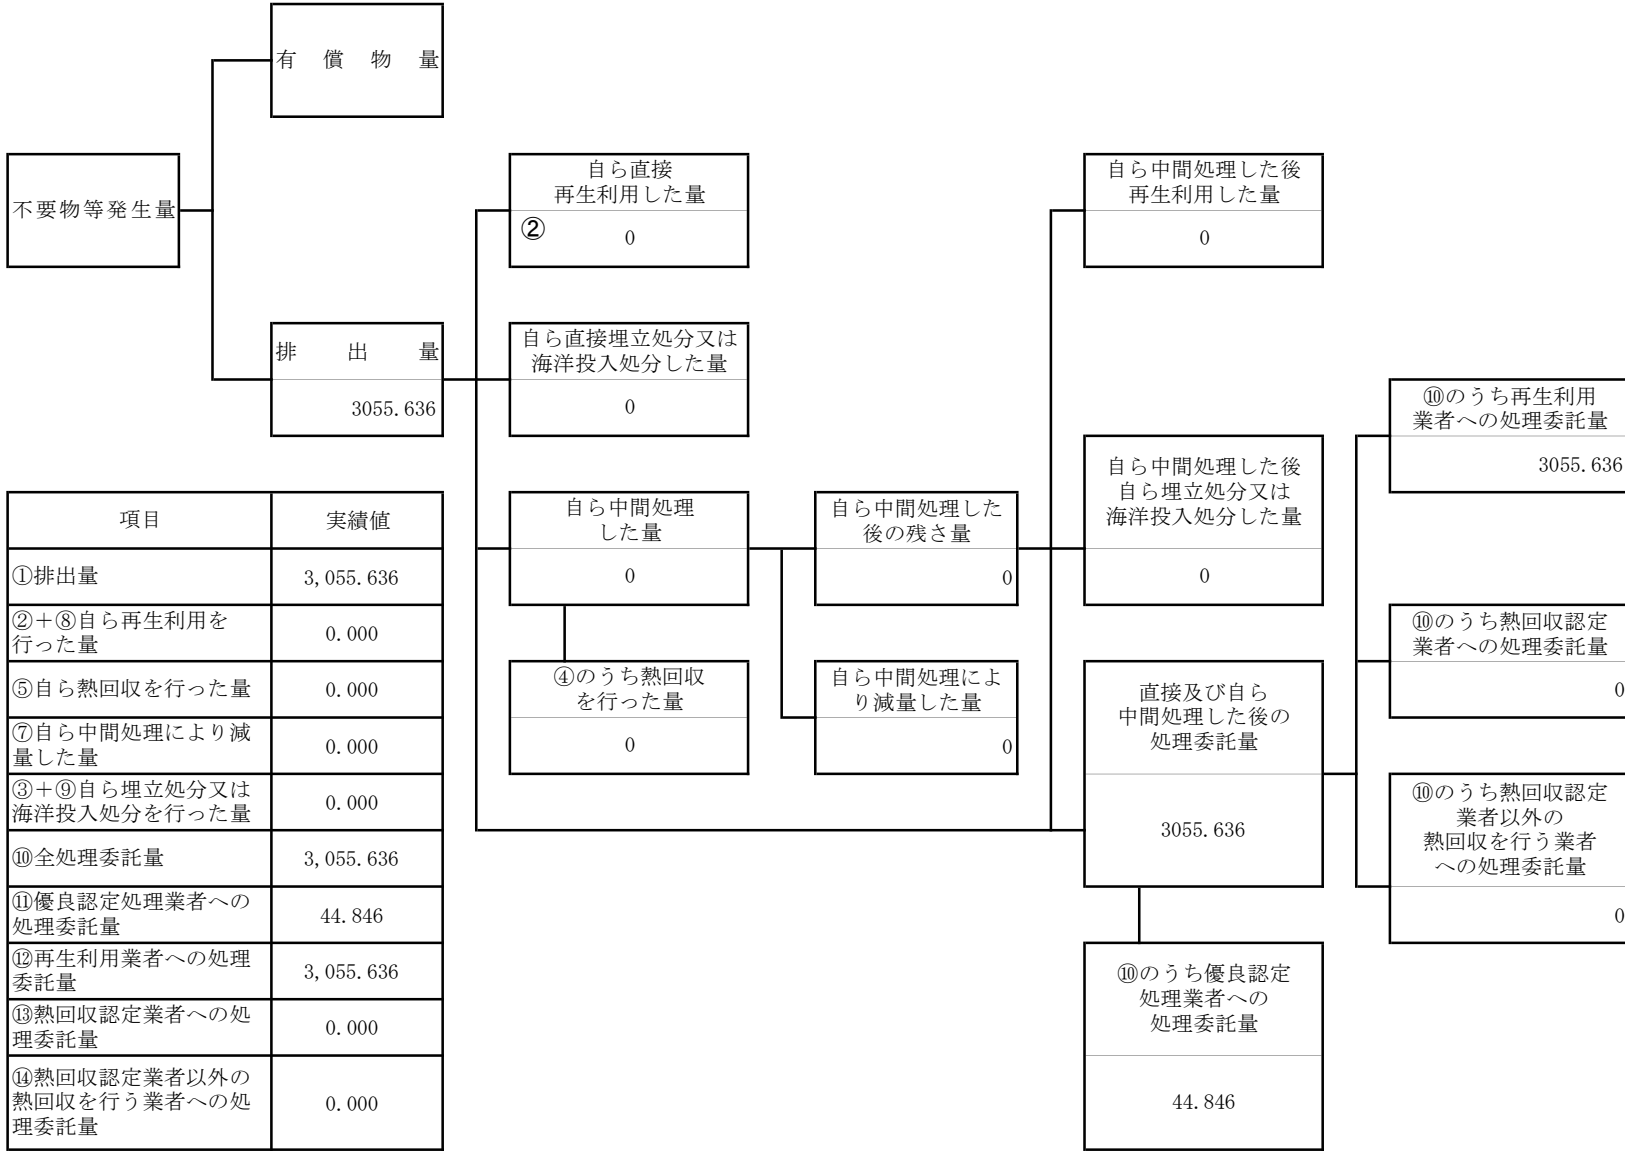 有償物量
不要物等発生量
自ら直接
再生利用した量
②
0
自ら中間処理した後
再生利用した量
0
排出量
3055.636
自ら直接埋立処分又は
海洋投入処分した量
0
⑩のうち再生利用
業者への処理委託量
3055.636
自ら中間処理
した量
0
自ら中間処理した
後の残さ量
0
自ら中間処理した後
自ら埋立処分又は
海洋投入処分した量
0
⑩のうち熱回収認定
業者への処理委託量
0
④のうち熱回収
を行った量
0
自ら中間処理によ
り減量した量
0
直接及び自ら
中間処理した後の
処理委託量
3055.636
⑩のうち熱回収認定
業者以外の
熱回収を行う業者
への処理委託量
0
⑩のうち優良認定
処理業者への
処理委託量
44.846
項目 実績値
①排出量 3,055.636
②+⑧自ら再生利用を
行った量 0.000
⑤自ら熱回収を行った量 0.000
⑦自ら中間処理により減
量した量 0.000
③+⑨自ら埋立処分又は
海洋投入処分を行った量 0.000
⑩全処理委託量 3,055.636
⑪優良認定処理業者への
処理委託量 44.846
⑫再生利用業者への処理
委託量 3,055.636
⑬熱回収認定業者への処
理委託量 0.000
⑭熱回収認定業者以外の
熱回収を行う業者への処
理委託量 0.000